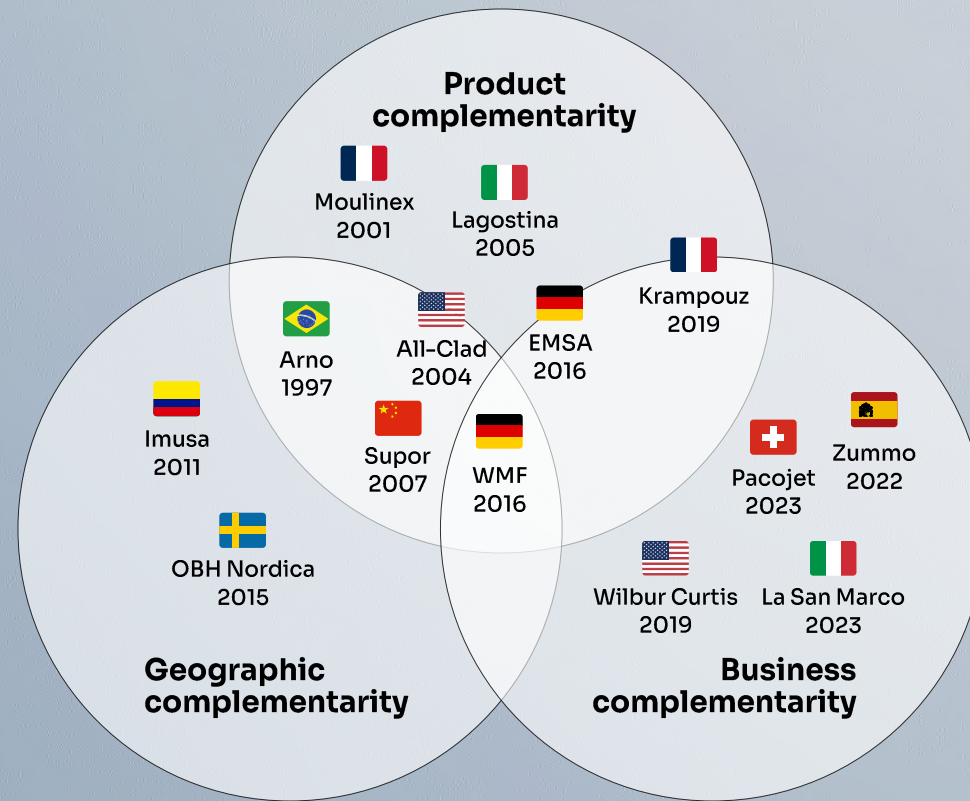 Product
complementarity
Moulinex
2001
Lagostina
2005
Krampouz
2019
Arno
1997
All-Clad
2004
EMSA
2016
Imusa
2011
Supor
2007
WMF
2016
Pacojet
2023
Zummo
2022
OBH Nordica
2015
Wilbur Curtis
2019
La San Marco
2023
Geographic
complementarity
Business
complementarity